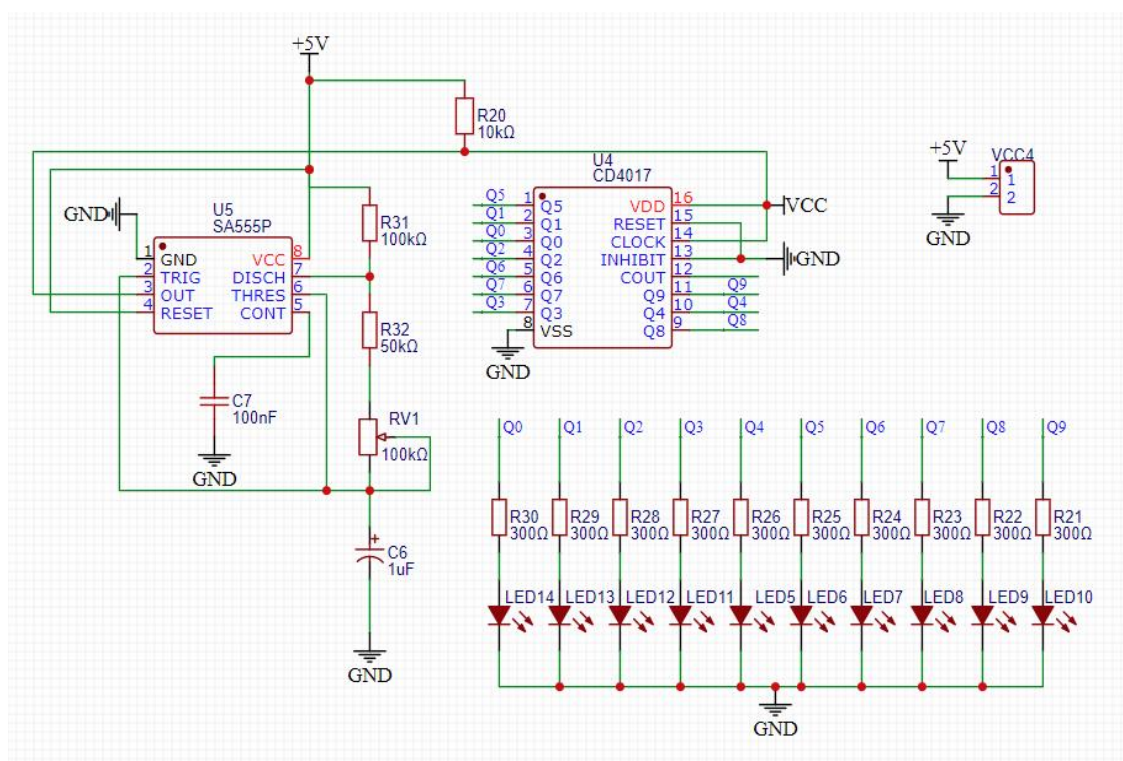 +5V
R20
10kΩ
U4
CD4017
+5V
VCC4
1
1
2
2
GND
GND
U5
SA555P
R31
100kΩ
1
GND
2
TRIG
3
OUT
4
RESET
VCC
8
DISCH
7
THRES
6
CONT
5
Q5
1
Q5
Q1
2
Q1
Q0
3
Q0
Q2
4
Q2
Q6
5
Q6
Q7
6
Q7
Q3
7
Q3
8
VSS
VDD
16
RESET
15
CLOCK
14
INHIBIT
13
COUT
12
Q9
11
Q9
Q4
10
Q4
Q8
9
Q8
VCC
GND
GND
R32
50kΩ
C7
100nF
GND
RV1
100kΩ
+
C6
1uF
GND
Q0
Q1
Q2
Q3
Q4
Q5
Q6
Q7
Q8
Q9
R30
300Ω
R29
300Ω
R28
300Ω
R27
300Ω
R26
300Ω
R25
300Ω
R24
300Ω
R23
300Ω
R22
300Ω
R21
300Ω
LED14
LED13
LED12
LED11
LED5
LED6
LED7
LED8
LED9
LED10
GND